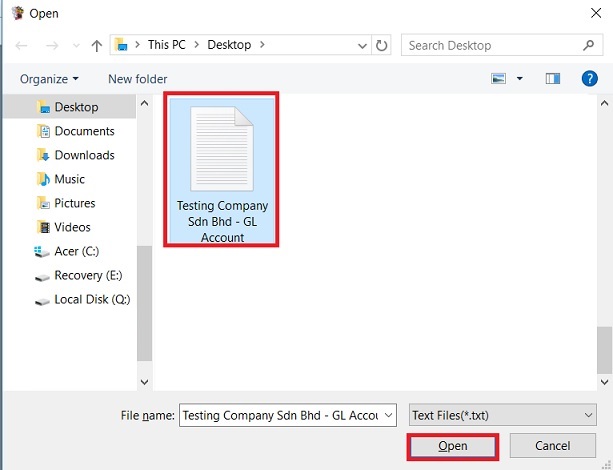 Open
This PC > Desktop >
Search Desktop
Organize
New folder
?
Desktop
Documents
Downloads
Music
Pictures
Videos
Acer (C:)
Recovery (E:)
Local Disk (Q:)
Testing Company
Sdn Bhd - GL
Account
File name:
Testing Company Sdn Bhd - GL Accou
Text Files(*.txt)
Open
Cancel